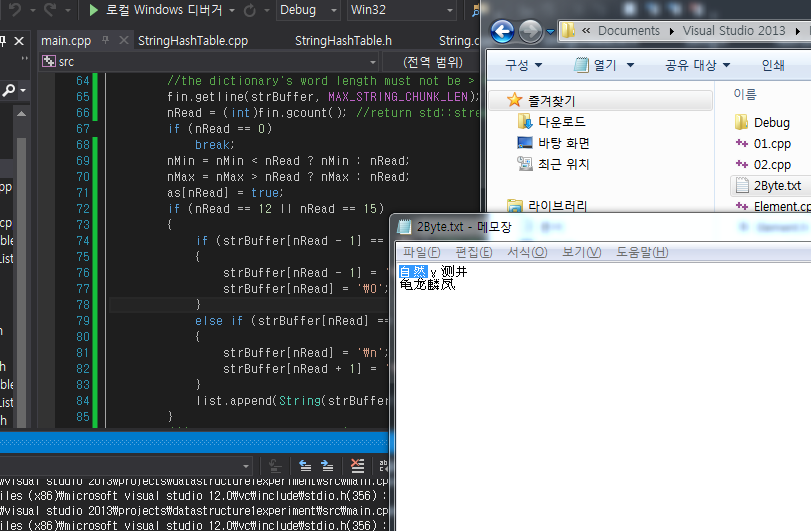 로컬 Windows 디버거 Debug Win32
main.cpp StringHashTable.cpp StringHashTable.h String.c
src (전역 범위)
64 //the dictionary's word length must not be >
65 fin.getline(strBuffer, MAX_STRING_CHUNK_LEN);
66 nRead = (int)fin.gcount(); //return std::stre
67 if (nRead == 0)
68 break;
69 nMin = nMin < nRead ? nMin : nRead;
70 nMax = nMax > nRead ? nMax : nRead;
71 as[nRead] = true;
72 if (nRead == 12 || nRead == 15)
73 {
74 if (strBuffer[nRead - 1] ==
75 {
76 strBuffer[nRead - 1] = '
77 strBuffer[nRead] = '₩0';
78 }
79 else if (strBuffer[nRead] ==
80 {
81 strBuffer[nRead] = '₩n';
82 strBuffer[nRead + 1] = '
83 }
84 list.append(String(strBuffer
85 }
₩visual studio 2013₩projects₩datastructure1experiment₩src₩main.cp
iles (x86)₩microsoft visual studio 12.0₩vc₩include₩stdio.h(356) :
₩visual studio 2013₩projects₩datastructure1experiment₩src₩main.cp
iles (x86)₩microsoft visual studio 12.0₩vc₩include₩stdio.h(356) :
« Documents Visual Studio 2013
구성 열기 공유 대상 인쇄
즐겨찾기
다운로드
바탕 화면
최근 위치
라이브러리
이름
Debug
01.cpp
02.cpp
2Byte.txt
Element.cp
2Byte.txt - 메모장
파일(F) 편집(E) 서식(O) 보기(V) 도움말(H)
自然 γ 测井
龟龙麟凤